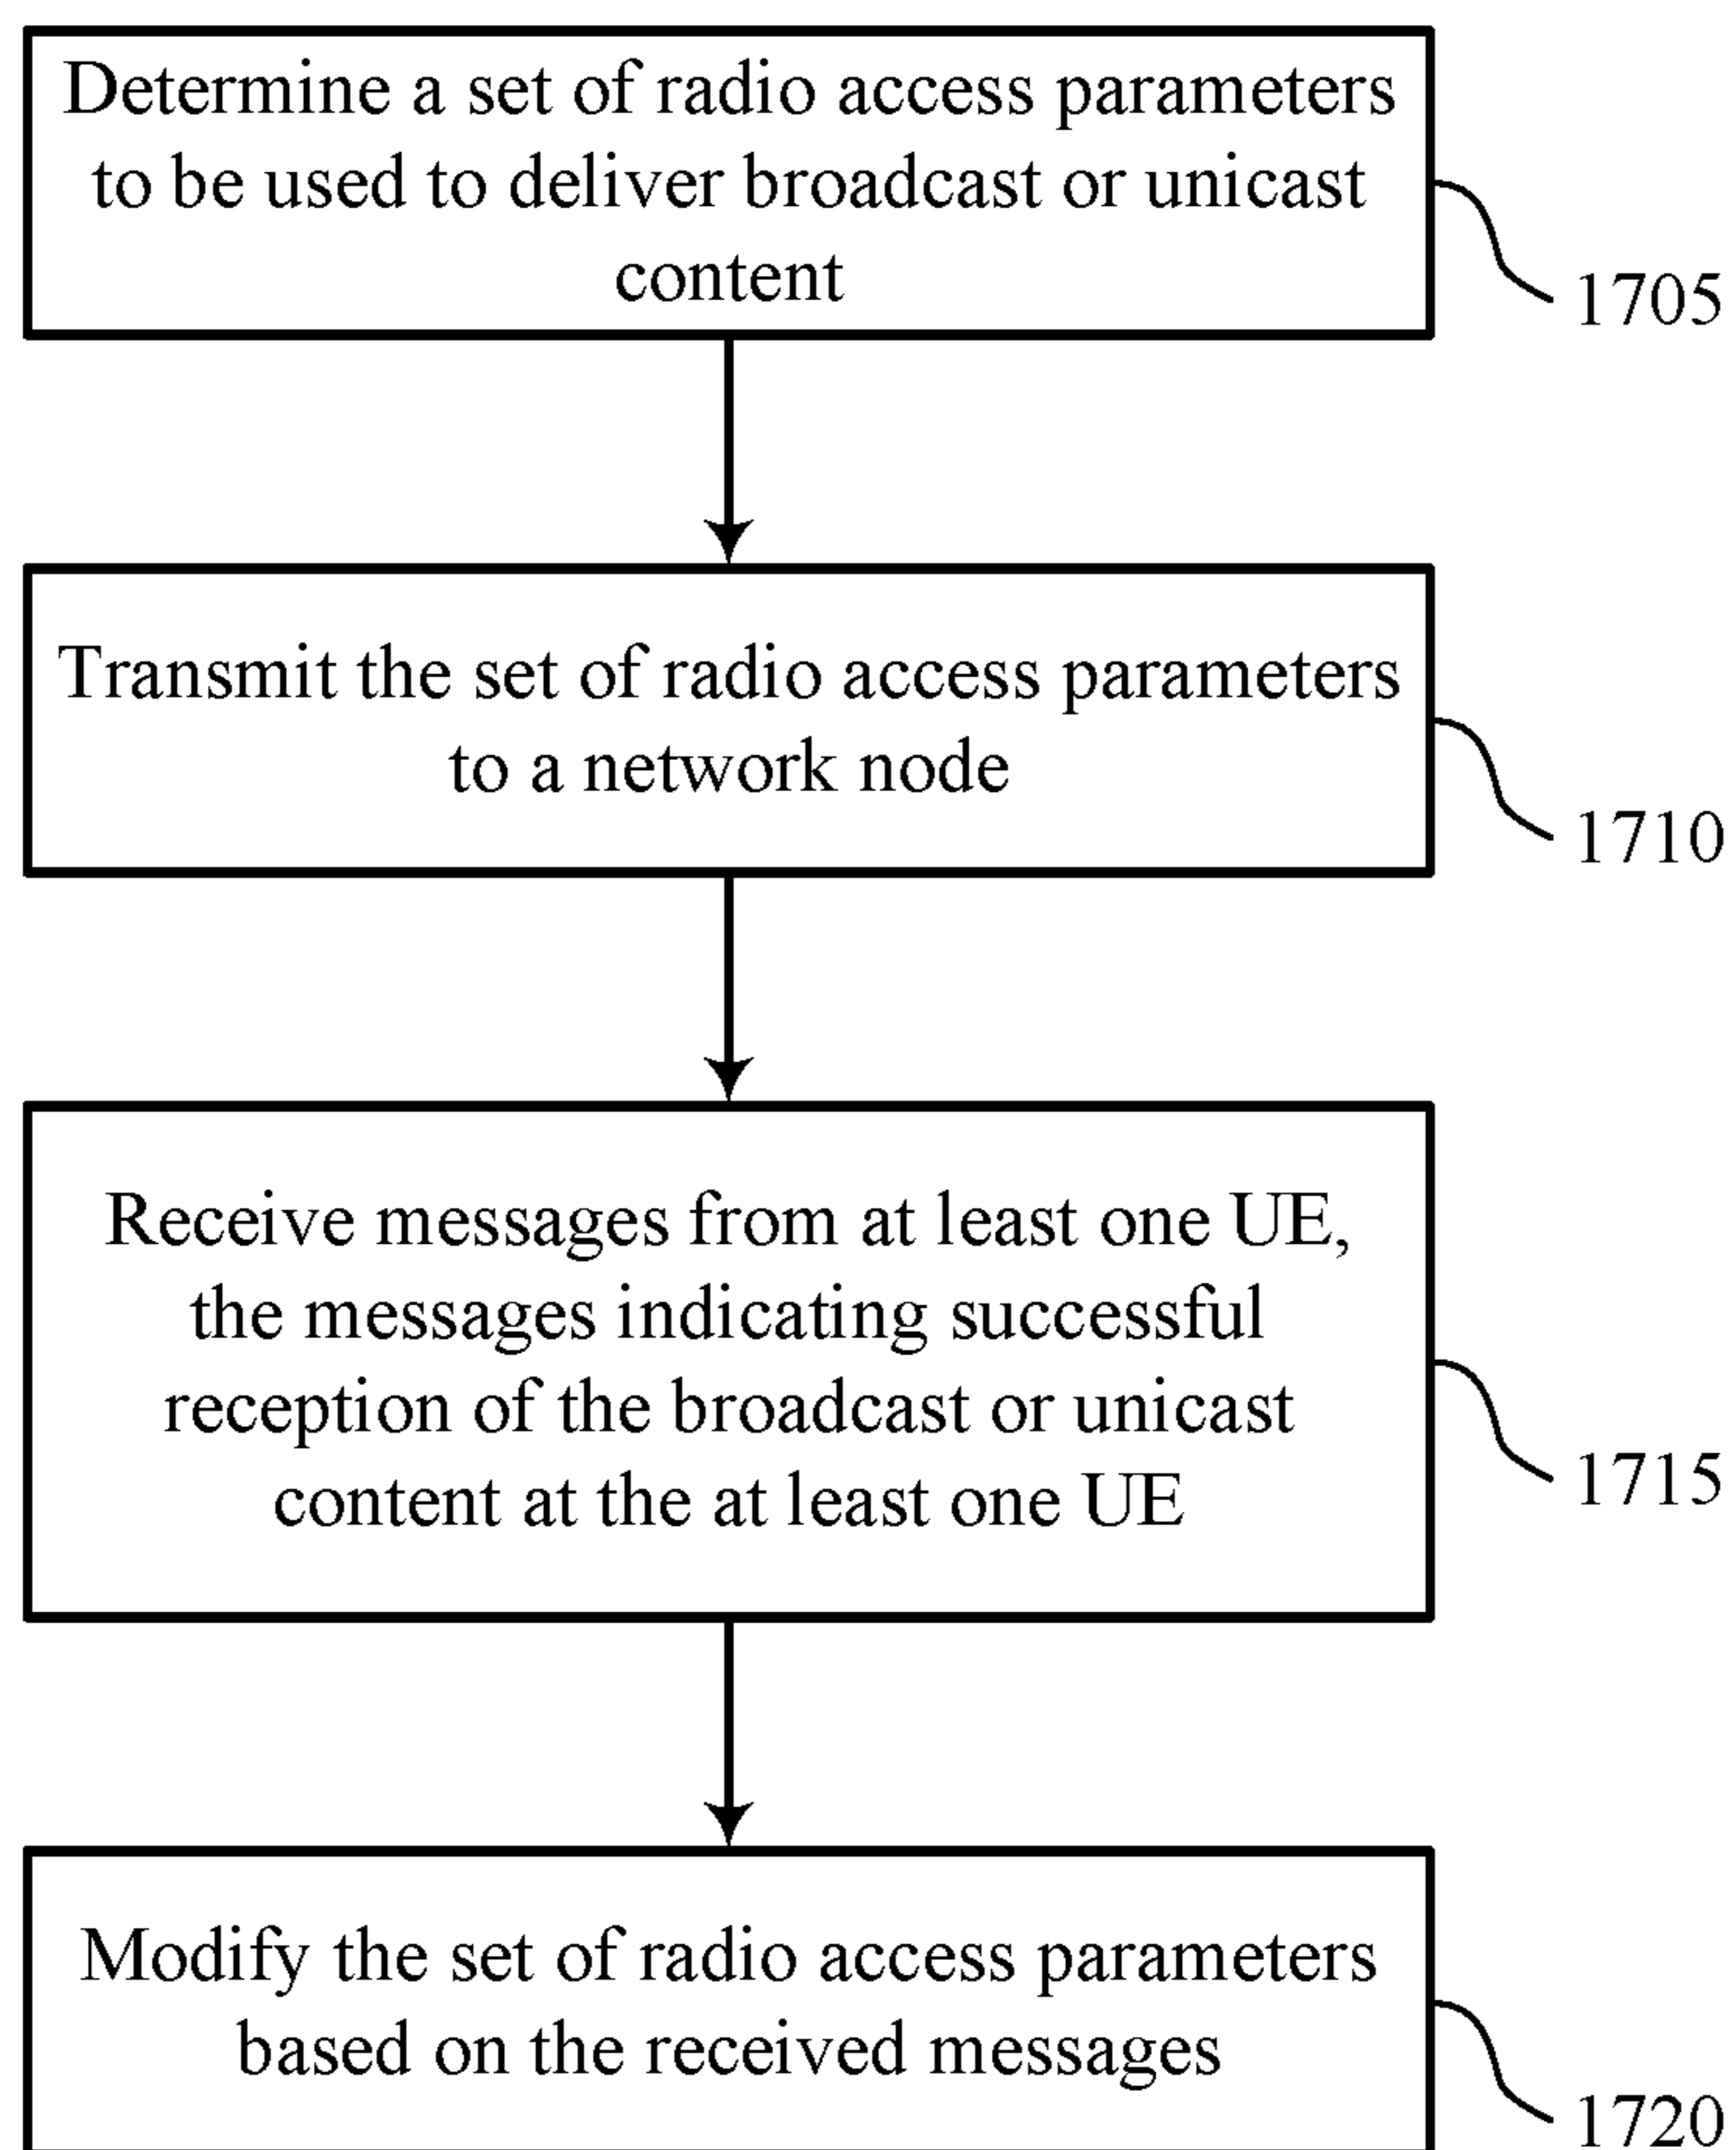 Determine a set of radio access parameters
to be used to deliver broadcast or unicast
content
1705
Transmit the set of radio access parameters
to a network node
1710
Receive messages from at least one UE,
the messages indicating successful
reception of the broadcast or unicast
content at the at least one UE
1715
Modify the set of radio access parameters
based on the received messages
1720